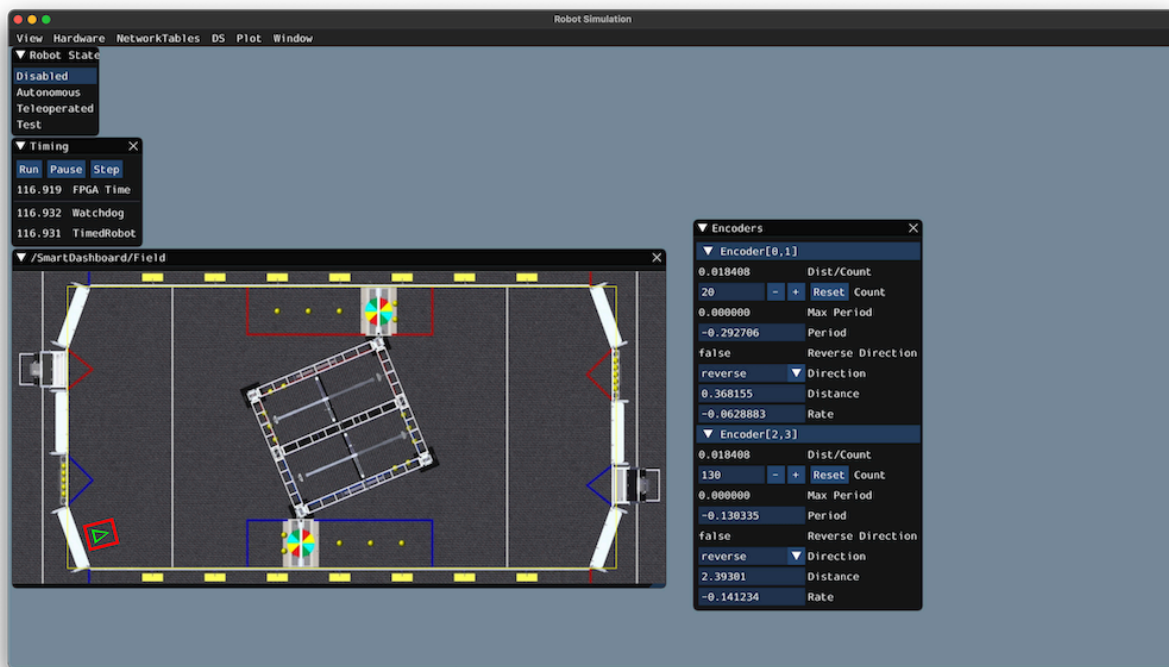 Robot Simulation
View Hardware NetworkTables DS Plot Window
Robot State
Disabled
Autonomous
Teleoperated
Test
Timing
Run Pause Step
116.919 FPGA Time
116.932 Watchdog
116.931 TimedRobot
/SmartDashboard/Field
Encoders
Encoder[0,1]
0.018408 Dist/Count
20 - + Reset Count
0.000000 Max Period
-0.292706 Period
false Reverse Direction
reverse Direction
0.368155 Distance
-0.0628883 Rate
Encoder[2,3]
0.018408 Dist/Count
130 - + Reset Count
0.000000 Max Period
-0.130335 Period
false Reverse Direction
reverse Direction
2.39301 Distance
-0.141234 Rate